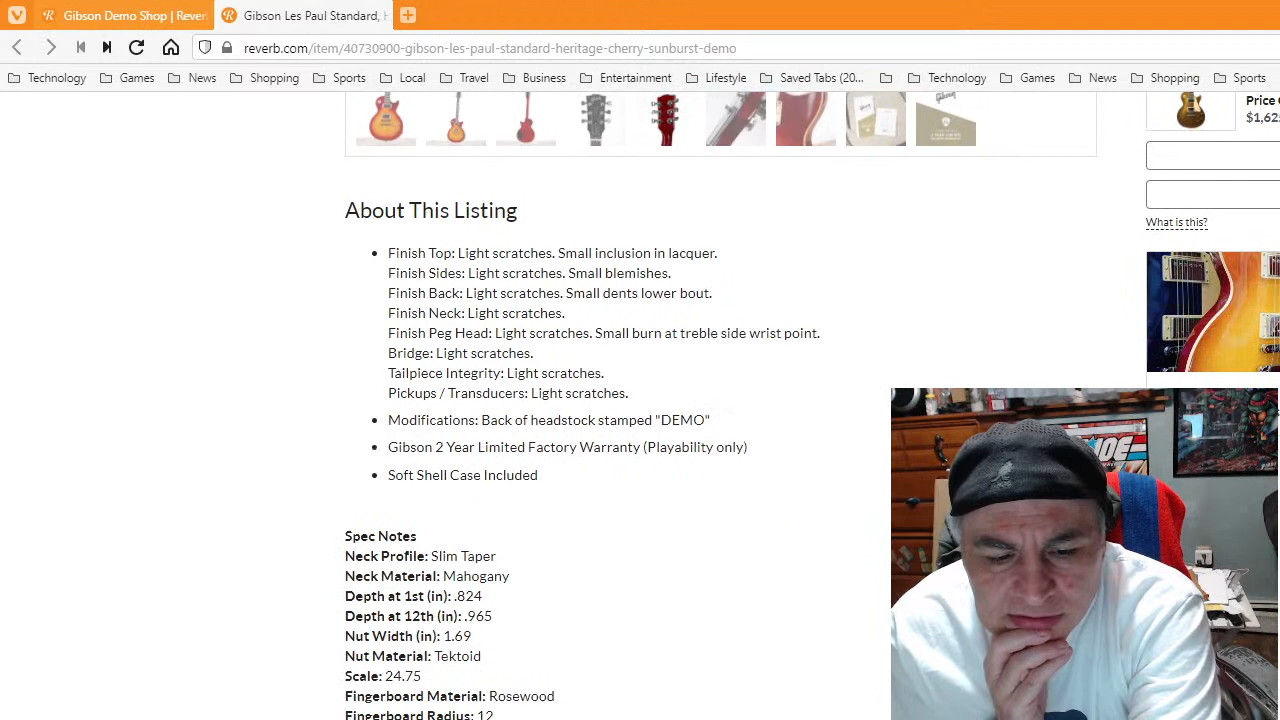 Gibson Demo Shop | Rever
Gibson Les Paul Standard, H
reverb.com/item/40730900-gibson-les-paul-standard-heritage-cherry-sunburst-demo
Technology Games News Shopping Sports Local Travel Business Entertainment Lifestyle Saved Tabs (20... Technology Games News Shopping Sports
Price G
$1,62
What is this?
About This Listing
Finish Top: Light scratches. Small inclusion in lacquer.
Finish Sides: Light scratches. Small blemishes.
Finish Back: Light scratches. Small dents lower bout.
Finish Neck: Light scratches.
Finish Peg Head: Light scratches. Small burn at treble side wrist point.
Bridge: Light scratches.
Tailpiece Integrity: Light scratches.
Pickups / Transducers: Light scratches.
Modifications: Back of headstock stamped "DEMO"
Gibson 2 Year Limited Factory Warranty (Playability only)
Soft Shell Case Included
Spec Notes
Neck Profile: Slim Taper
Neck Material: Mahogany
Depth at 1st (in): .824
Depth at 12th (in): .965
Nut Width (in): 1.69
Nut Material: Tektoid
Scale: 24.75
Fingerboard Material: Rosewood
Fingerboard Radius: 12